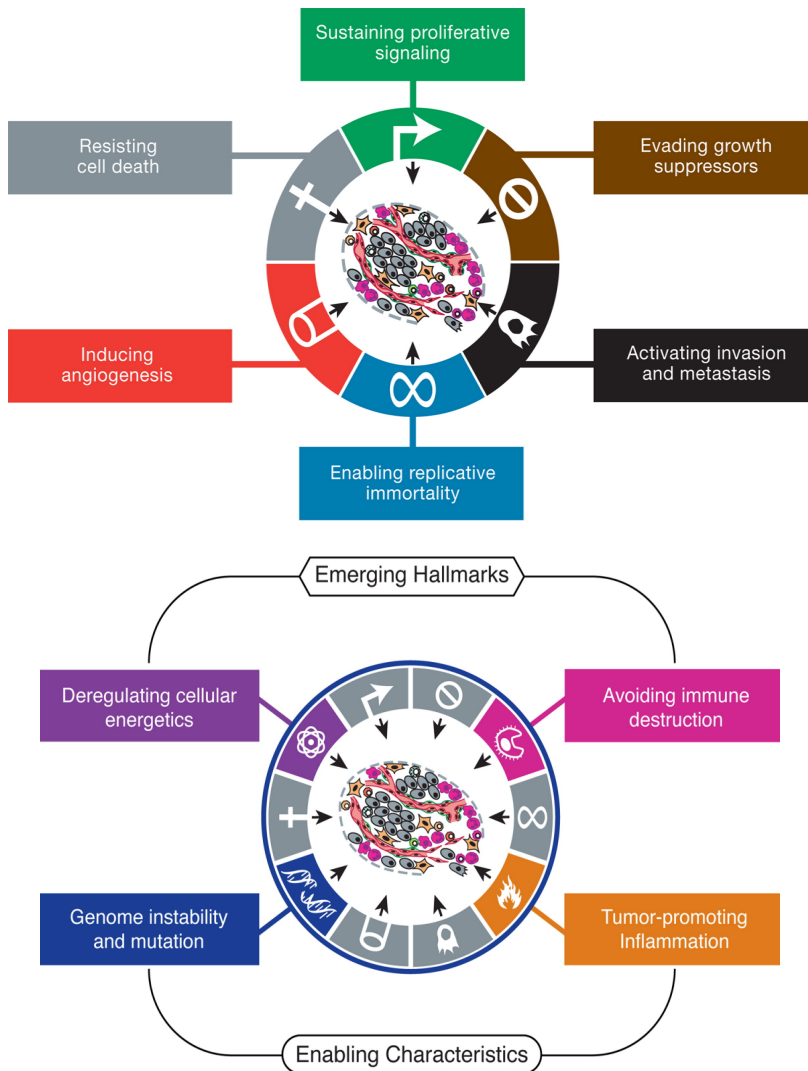 Sustaining proliferative
signaling
Resisting
cell death
Evading growth
suppressors
Inducing
angiogenesis
Activating invasion
and metastasis
Enabling replicative
immortality
Emerging Hallmarks
Deregulating cellular
energetics
Avoiding immune
destruction
Genome instability
and mutation
Tumor-promoting
Inflammation
Enabling Characteristics